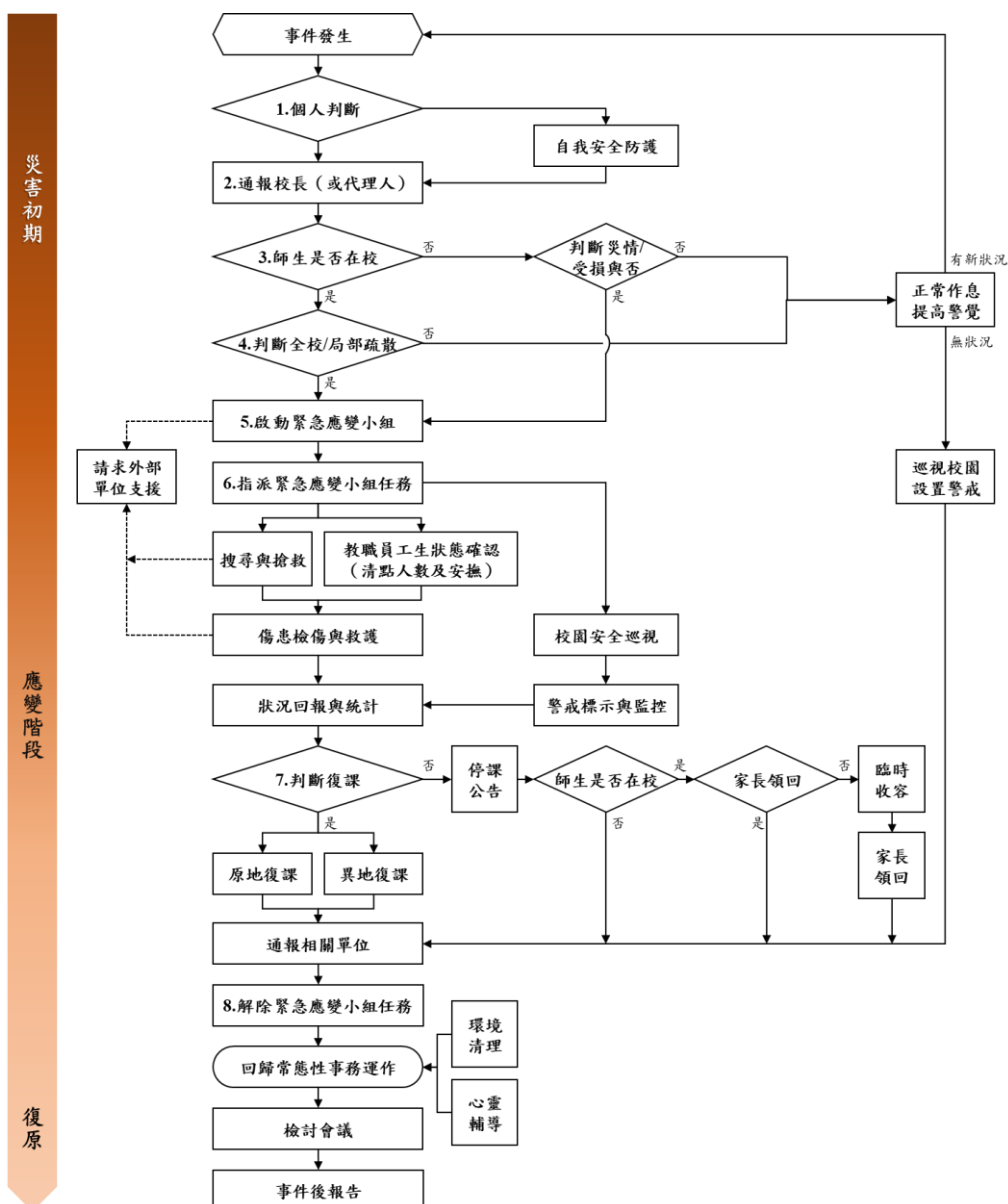 災害初期
應變階段
復原
事件發生
1.個人判斷
自我安全防護
2.通報校長（或代理人）
3.師生是否在校
否
判斷災情/
受損與否
否
是
是
有新狀況
正常作息
提高警覺
無狀況
4.判斷全校/局部疏散
否
是
5.啟動緊急應變小組
請求外部
單位支援
6.指派緊急應變小組任務
巡視校園
設置警戒
搜尋與搶救
教職員工生狀態確認
（清點人數及安撫）
傷患檢傷與救護
校園安全巡視
狀況回報與統計
警戒標示與監控
7.判斷復課
否
停課
公告
師生是否在校
是
家長領回
否
臨時
收容
是
否
是
原地復課
異地復課
家長
領回
通報相關單位
8.解除緊急應變小組任務
環境
清理
回歸常態性事務運作
心靈
輔導
檢討會議
事件後報告